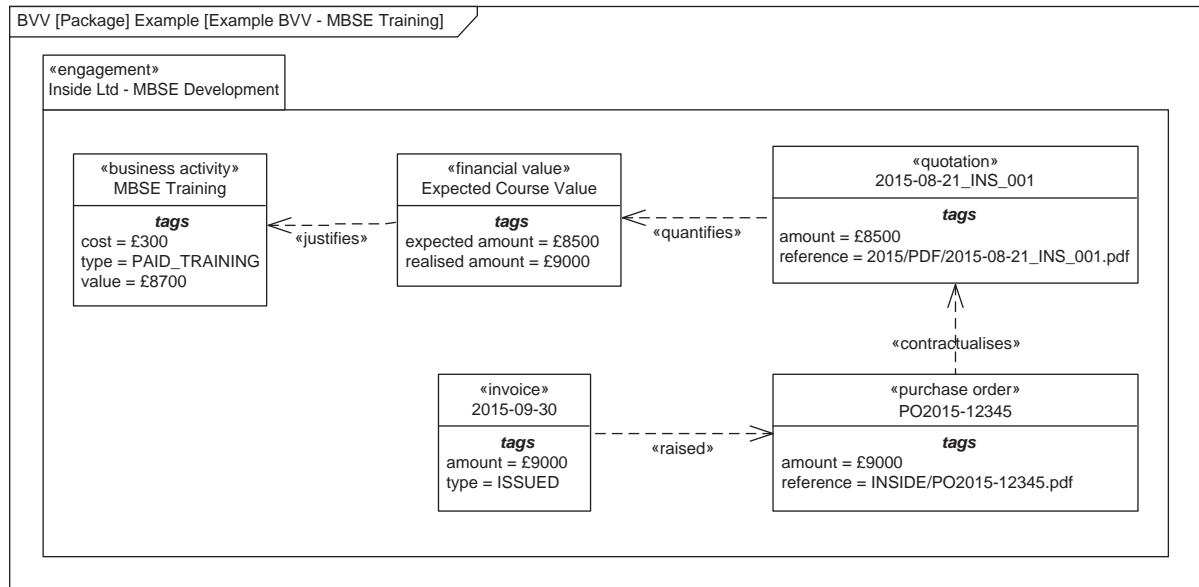 BVV [Package] Example [Example BVV - MBSE Training]
«engagement»
Inside Ltd - MBSE Development
«business activity»
MBSE Training
tags
cost = £300
type = PAID_TRAINING
value = £8700
«justifies»
«financial value»
Expected Course Value
tags
expected amount = £8500
realised amount = £9000
«quantifies»
«quotation»
2015-08-21_INS_001
tags
amount = £8500
reference = 2015/PDF/2015-08-21_INS_001.pdf
«contractualises»
«invoice»
2015-09-30
tags
amount = £9000
type = ISSUED
«raised»
«purchase order»
PO2015-12345
tags
amount = £9000
reference = INSIDE/PO2015-12345.pdf